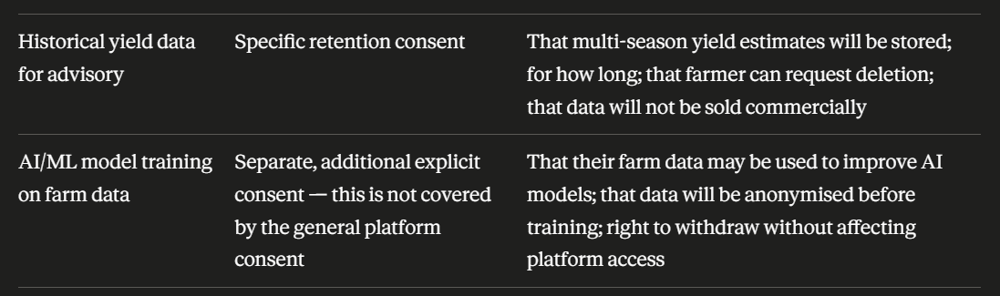 Historical yield data
for advisory
Specific retention consent
That multi-season yield estimates will be stored;
for how long; that farmer can request deletion;
that data will not be sold commercially
AI/ML model training
on farm data
Separate, additional explicit
consent — this is not covered
by the general platform
consent
That their farm data may be used to improve AI
models; that data will be anonymised before
training; right to withdraw without affecting
platform access